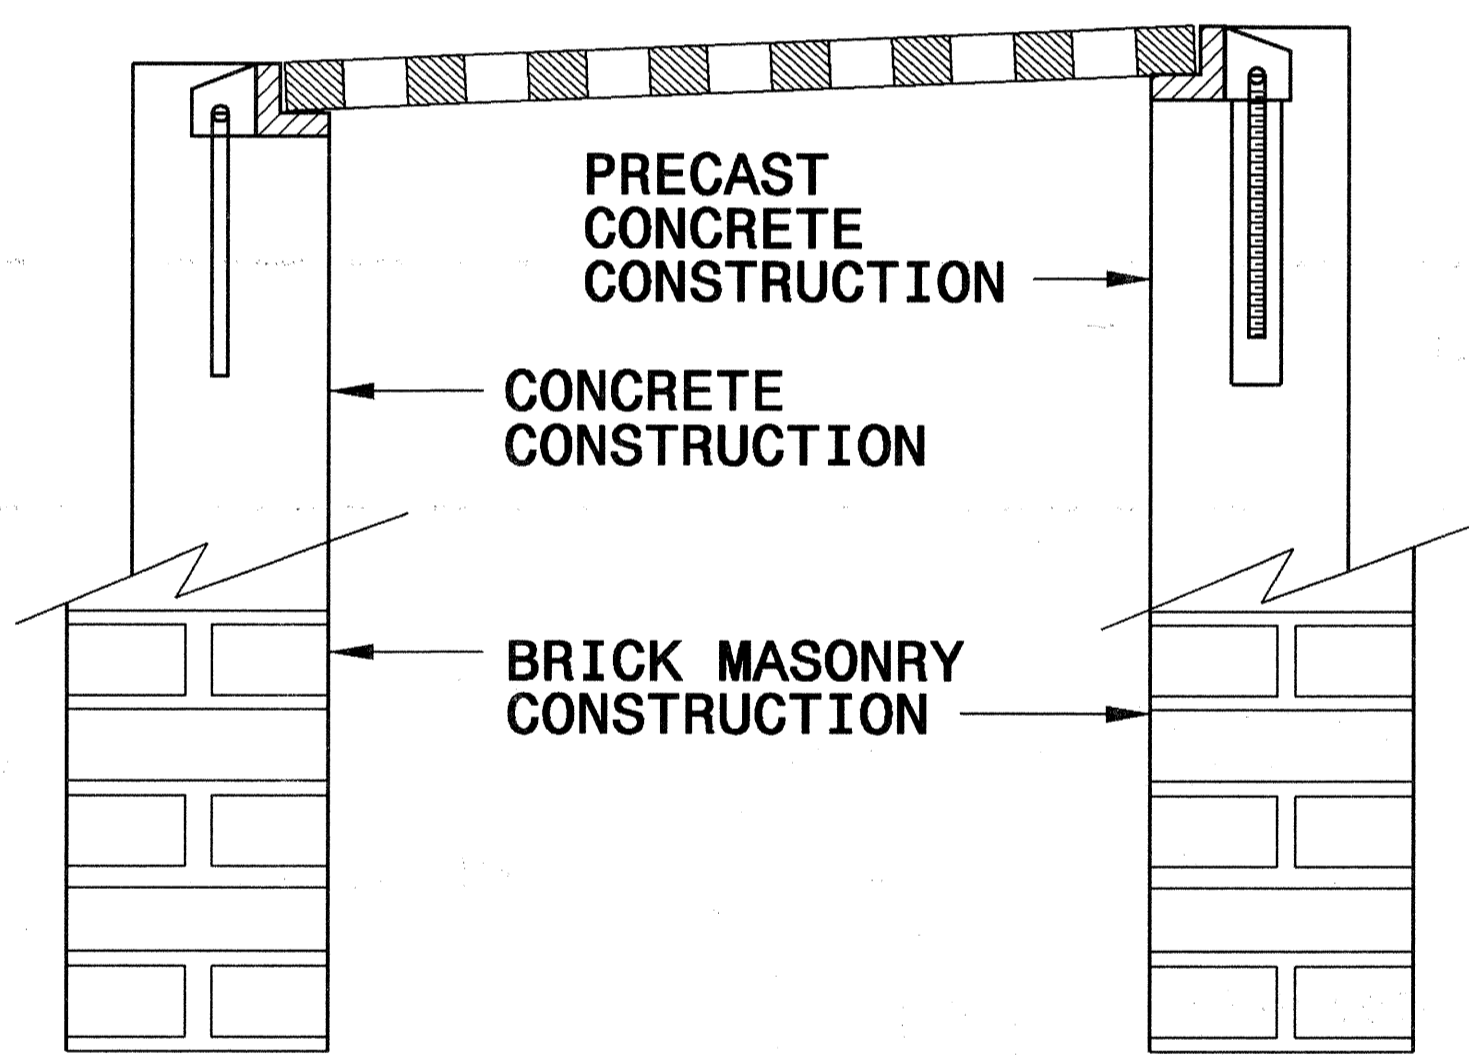 PRECAST
CONCRETE
CONSTRUCTION
CONCRETE
CONSTRUCTION
BRICK MASONRY
CONSTRUCTION